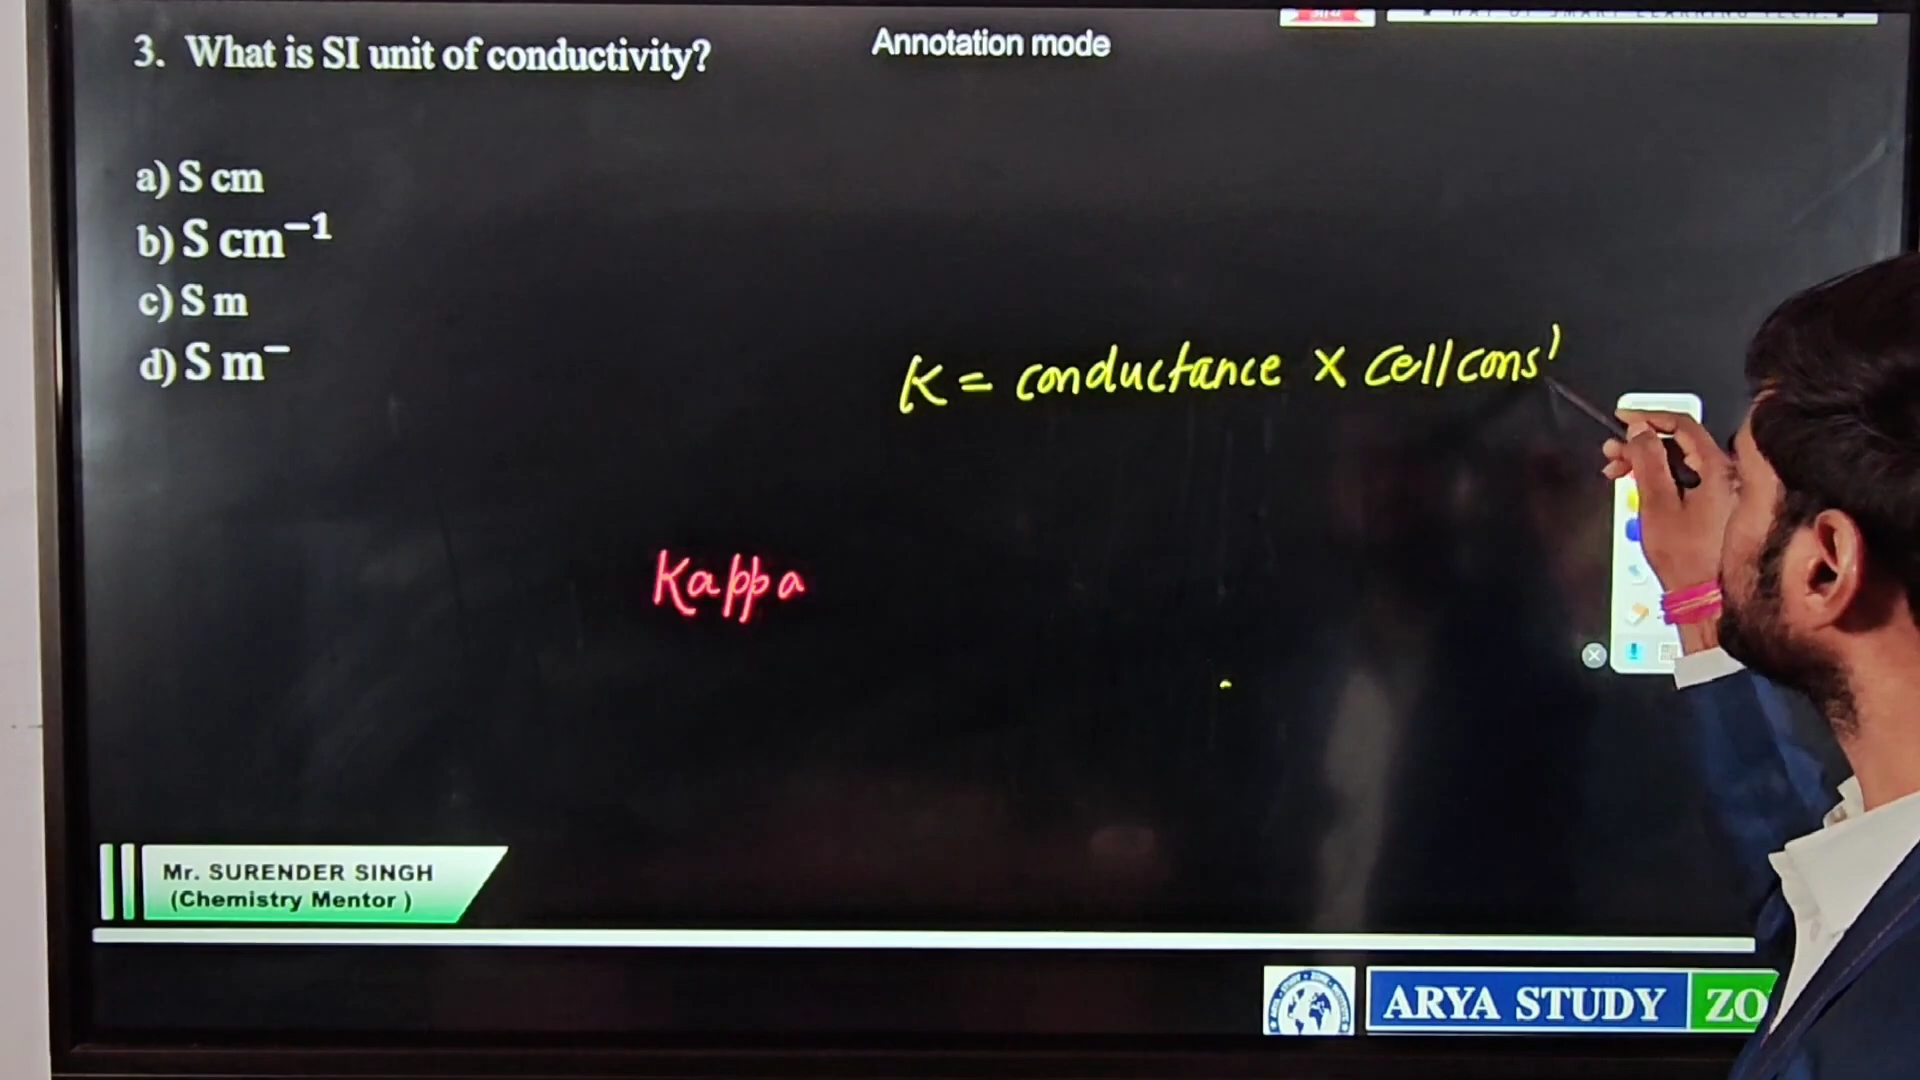 3. What is SI unit of conductivity?
Annotation mode
a) S cm
b) S cm⁻¹
c) S m
d) S m⁻
K = conductance × Cell cons'
Kappa
Mr. SURENDER SINGH
(Chemistry Mentor )
ARYA STUDY ZO